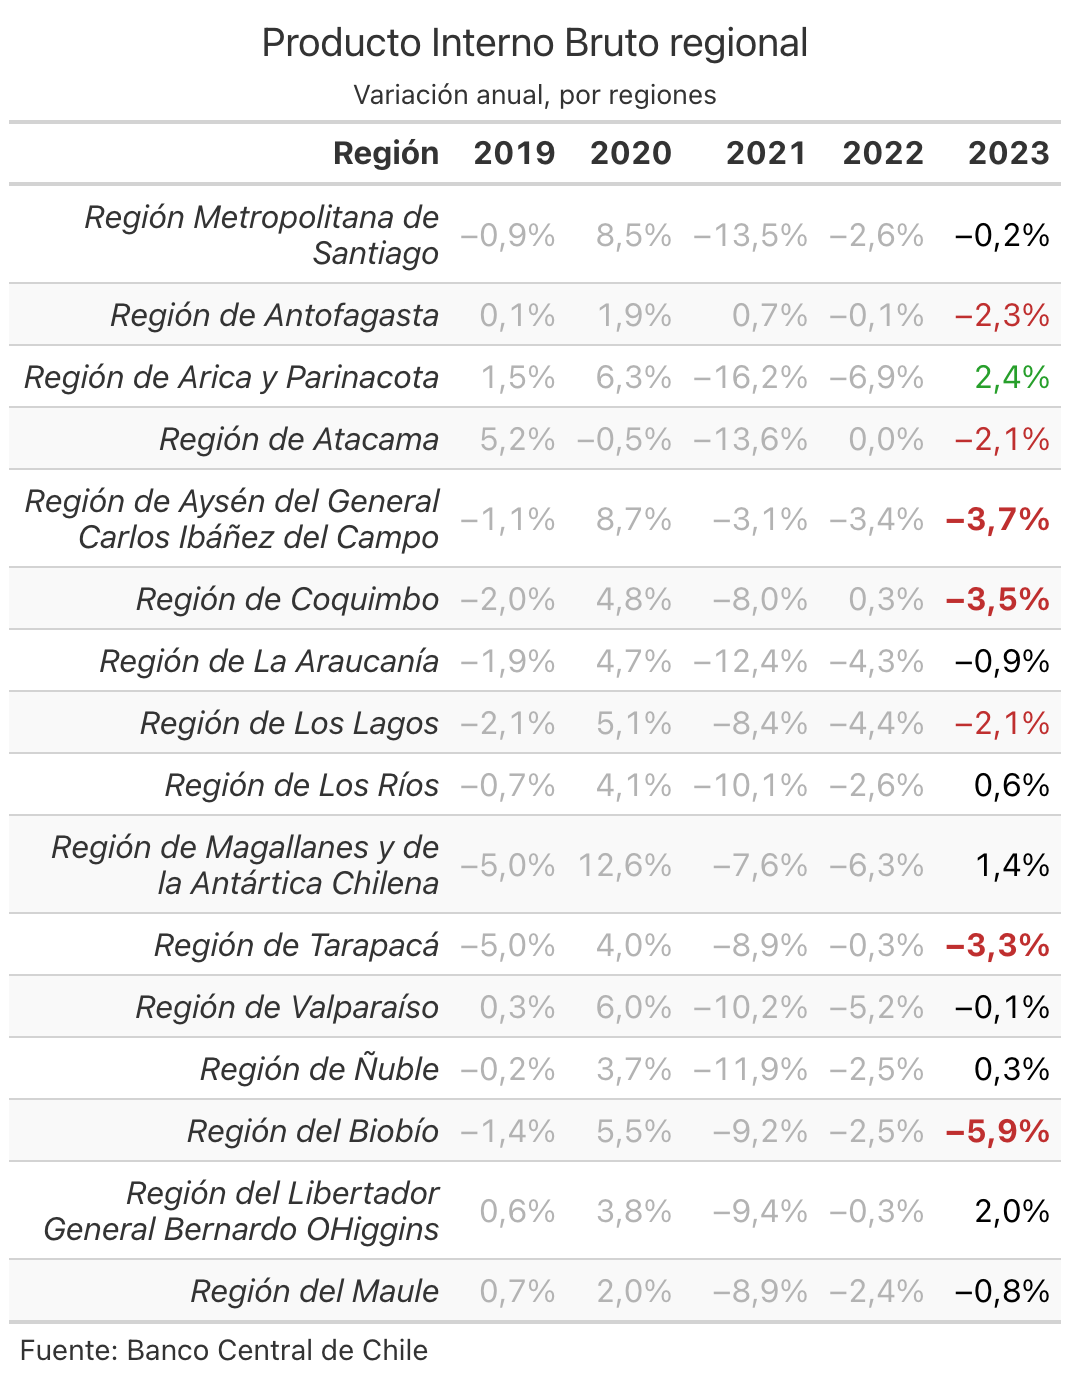 Producto Interno Bruto regional
Variación anual, por regiones
Región 2019 2020 2021 2022 2023
Región Metropolitana de
Santiago −0,9% 8,5% −13,5% −2,6% −0,2%
Región de Antofagasta 0,1% 1,9% 0,7% −0,1% −2,3%
Región de Arica y Parinacota 1,5% 6,3% −16,2% −6,9% 2,4%
Región de Atacama 5,2% −0,5% −13,6% 0,0% −2,1%
Región de Aysén del General
Carlos Ibáñez del Campo −1,1% 8,7% −3,1% −3,4% −3,7%
Región de Coquimbo −2,0% 4,8% −8,0% 0,3% −3,5%
Región de La Araucanía −1,9% 4,7% −12,4% −4,3% −0,9%
Región de Los Lagos −2,1% 5,1% −8,4% −4,4% −2,1%
Región de Los Ríos −0,7% 4,1% −10,1% −2,6% 0,6%
Región de Magallanes y de
la Antártica Chilena −5,0% 12,6% −7,6% −6,3% 1,4%
Región de Tarapacá −5,0% 4,0% −8,9% −0,3% −3,3%
Región de Valparaíso 0,3% 6,0% −10,2% −5,2% −0,1%
Región de Ñuble −0,2% 3,7% −11,9% −2,5% 0,3%
Región del Biobío −1,4% 5,5% −9,2% −2,5% −5,9%
Región del Libertador
General Bernardo OHiggins 0,6% 3,8% −9,4% −0,3% 2,0%
Región del Maule 0,7% 2,0% −8,9% −2,4% −0,8%
Fuente: Banco Central de Chile